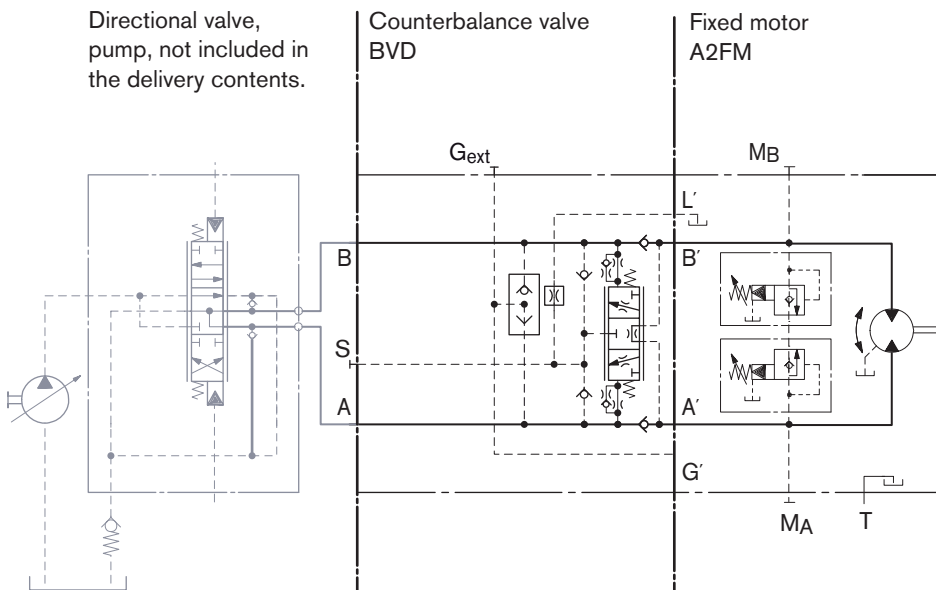 Directional valve,
pump, not included in
the delivery contents.
Counterbalance valve
BVD
Fixed motor
A2FM
Gext
MB
L′
B
B′
S
A
A′
G′
MA
T